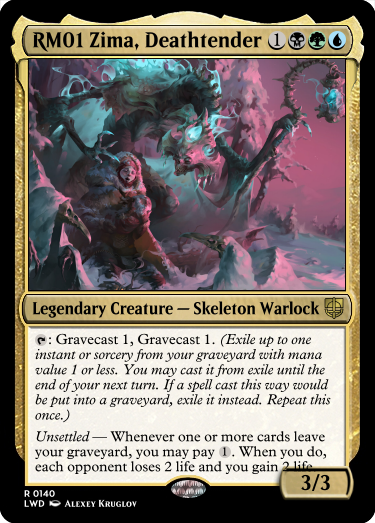 RM01 Zima, Deathtender 1
Legendary Creature — Skeleton Warlock
: Gravecast 1, Gravecast 1. (Exile up to one
instant or sorcery from your graveyard with mana
value 1 or less. You may cast it from exile until the
end of your next turn. If a spell cast this way would
be put into a graveyard, exile it instead. Repeat this
once.)
Unsettled — Whenever one or more cards leave
your graveyard, you may pay 1. When you do,
each opponent loses 2 life and you gain 2 life.
3/3
R 0140
LWD Alexey Kruglov